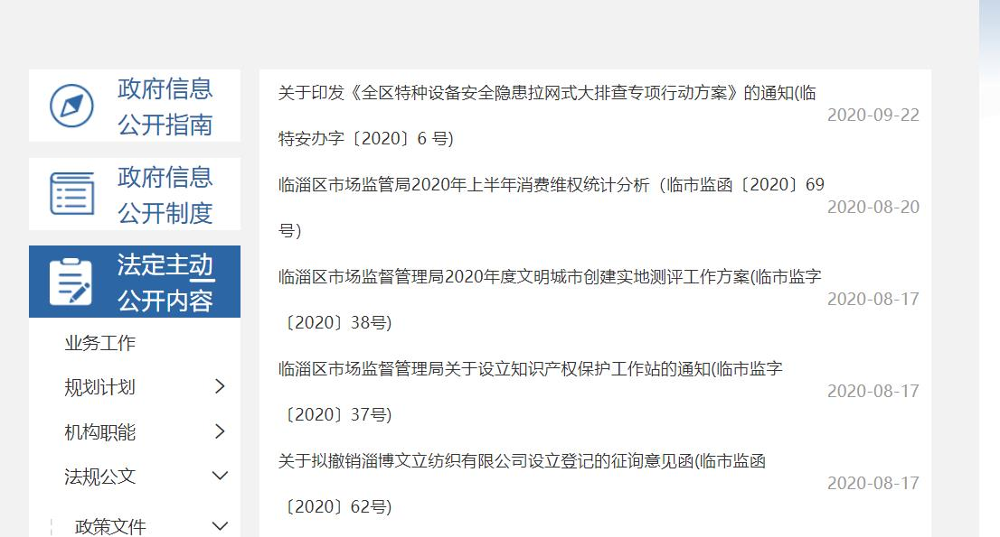 政府信息
公开指南
政府信息
公开制度
法定主动
公开内容
业务工作
规划计划
机构职能
法规公文
政策文件
关于印发《全区特种设备安全隐患拉网式大排查专项行动方案》的通知(临
特安办字〔2020〕6 号)
2020-09-22
临淄区市场监管局2020年上半年消费维权统计分析（临市监函〔2020〕69
号）
2020-08-20
临淄区市场监督管理局2020年度文明城市创建实地测评工作方案(临市监字
〔2020〕38号)
2020-08-17
临淄区市场监督管理局关于设立知识产权保护工作站的通知(临市监字
〔2020〕37号)
2020-08-17
关于拟撤销淄博文立纺织有限公司设立登记的征询意见函(临市监函
〔2020〕62号)
2020-08-17